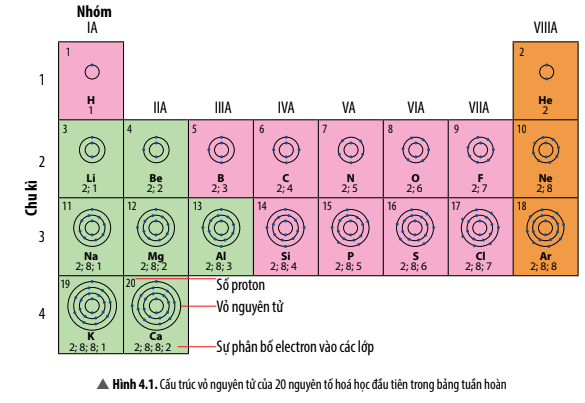 Nhóm
IA VIIIA
1 2
1
H He
1 2
IIA IIIA IVA VA VIA VIIA
3 4 5 6 7 8 9 10
2
Li Be B C N O F Ne
2; 1 2; 2 2; 3 2; 4 2; 5 2; 6 2; 7 2; 8
Chu kì
11 12 13 14 15 16 17 18
3
Na Mg Al Si P S Cl Ar
2; 8; 1 2; 8; 2 2; 8; 3 2; 8; 4 2; 8; 5 2; 8; 6 2; 8; 7 2; 8; 8
19 20 Số proton
4 Vỏ nguyên tử
K Ca
2; 8; 8; 1 2; 8; 8; 2 Sự phân bố electron vào các lớp
▲ Hình 4.1. Cấu trúc vỏ nguyên tử của 20 nguyên tố hoá học đầu tiên trong bảng tuần hoàn